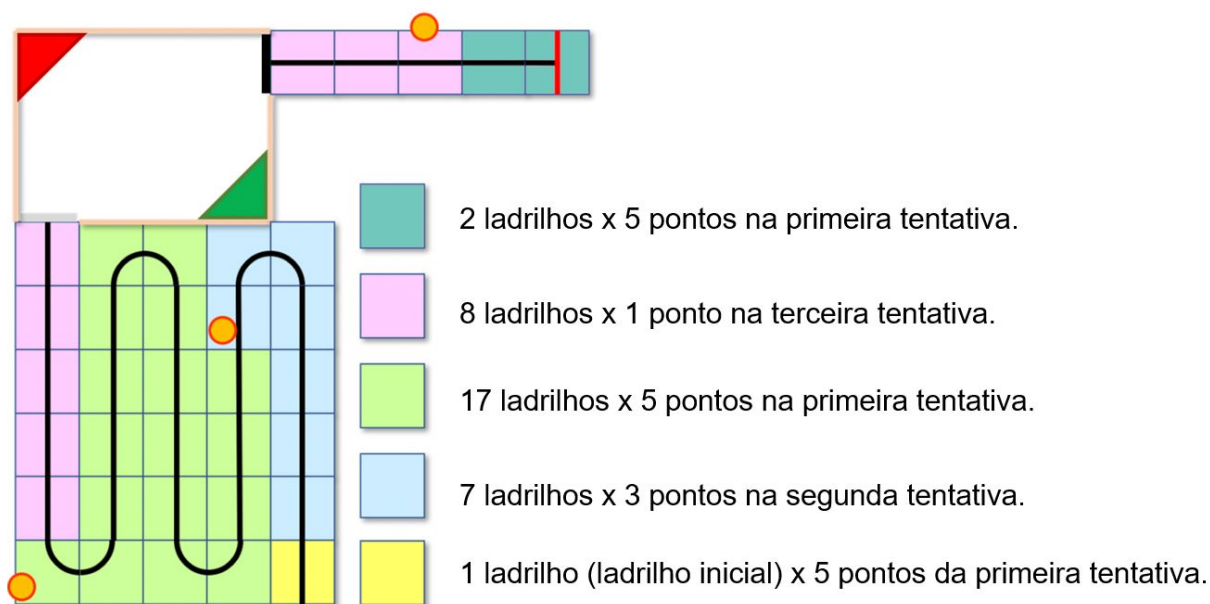 2 ladrilhos x 5 pontos na primeira tentativa.
8 ladrilhos x 1 ponto na terceira tentativa.
17 ladrilhos x 5 pontos na primeira tentativa.
7 ladrilhos x 3 pontos na segunda tentativa.
1 ladrilho (ladrilho inicial) x 5 pontos da primeira tentativa.